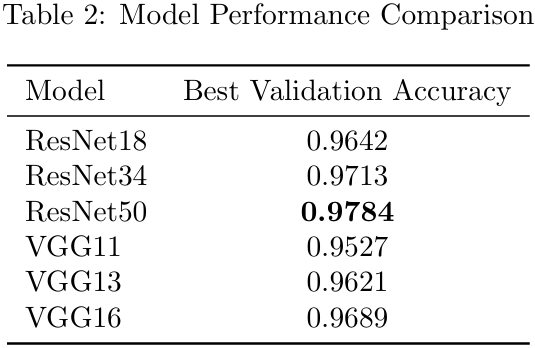 Table 2: Model Performance Comparison
Model Best Validation Accuracy
ResNet18 0.9642
ResNet34 0.9713
ResNet50 0.9784
VGG11 0.9527
VGG13 0.9621
VGG16 0.9689